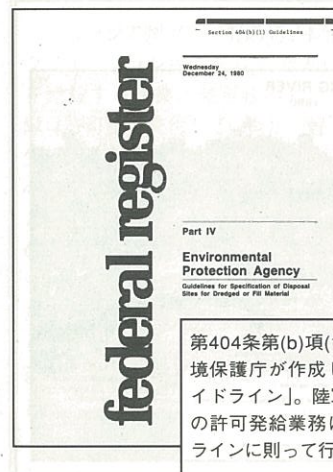 Section 404(b)(1) Guidelines
Wednesday
December 24, 1980
federal register
Part IV
Environmental
Protection Agency
Guidelines for Specification of Disposal
Sites for Dredged or Fill Material
第404条第(b)項(
境保護庁が作成
イドライン」。陸
の許可発給業務
ラインに則って行